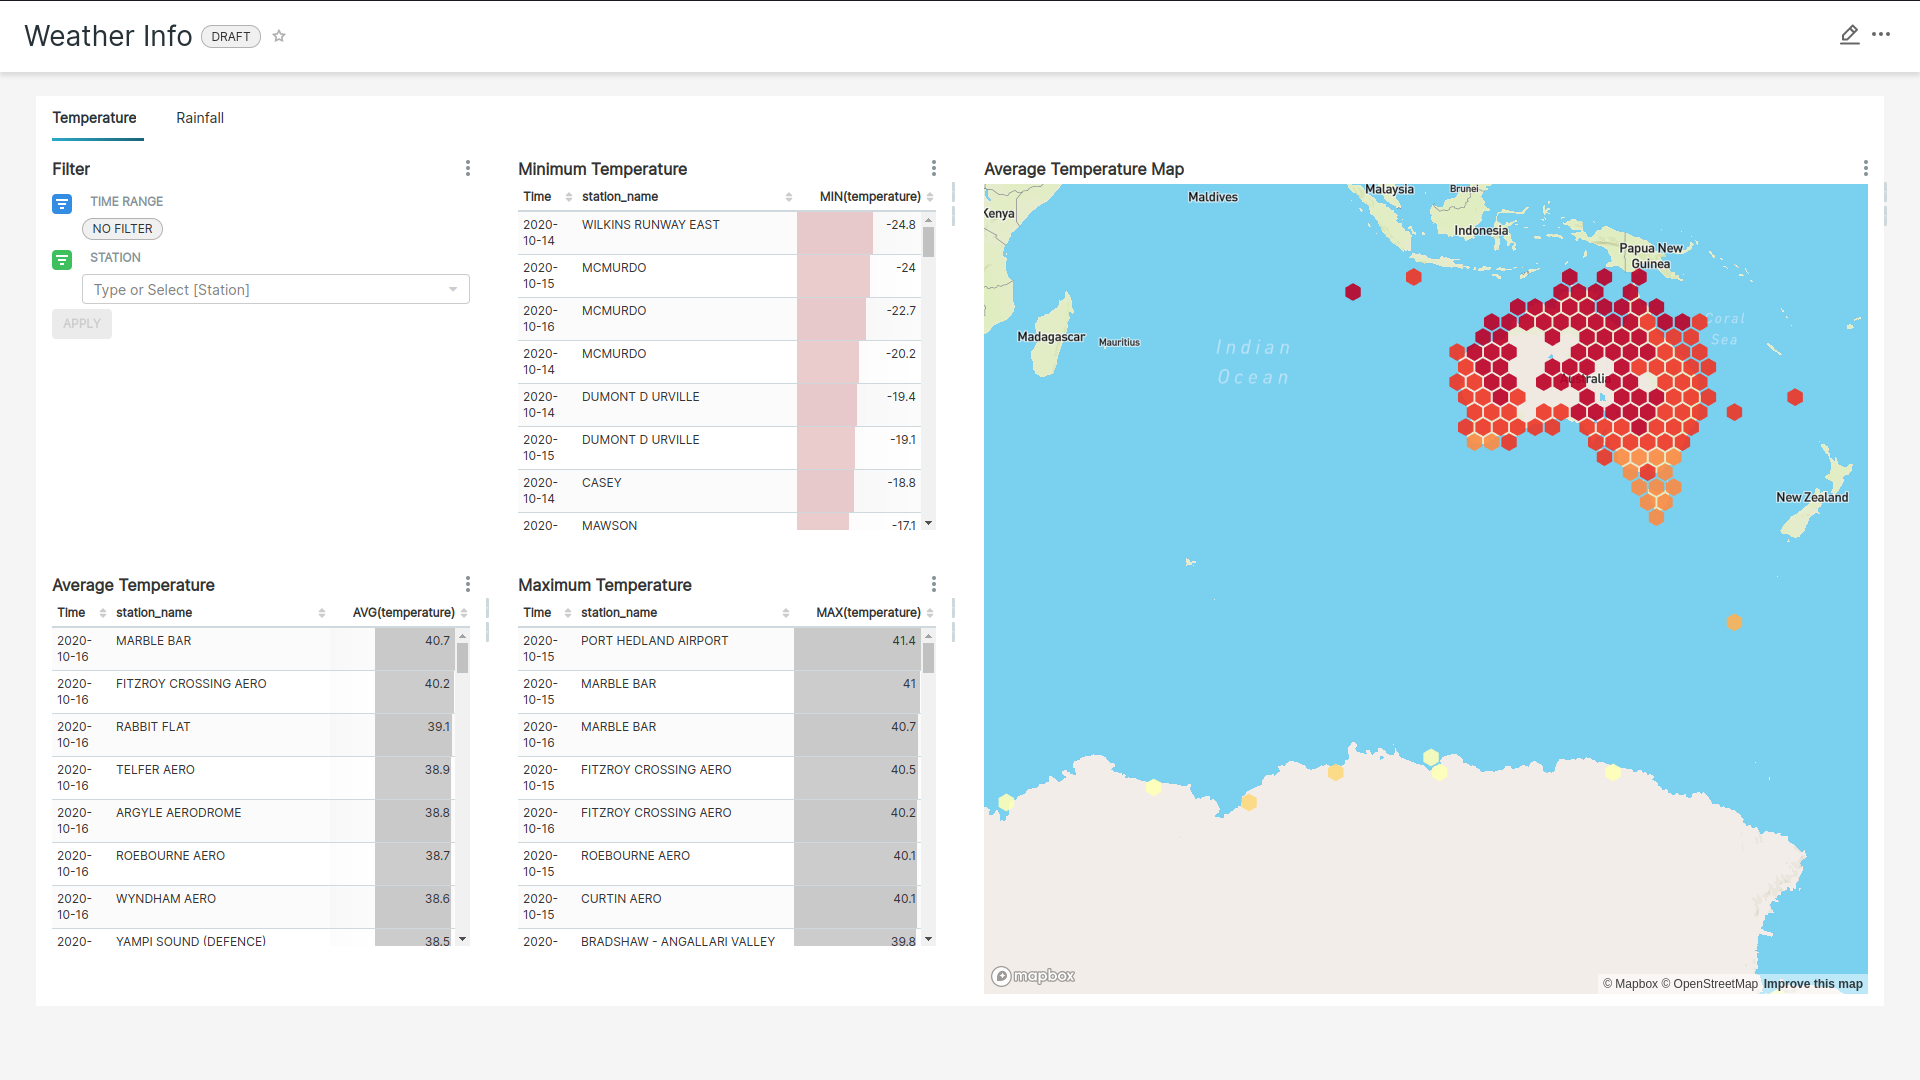 Weather Info DRAFT
Temperature Rainfall
Filter
TIME RANGE
NO FILTER
STATION
Type or Select [Station]
APPLY
Minimum Temperature
Time station_name MIN(temperature)
2020-10-14 WILKINS RUNWAY EAST -24.8
2020-10-15 MCMURDO -24
2020-10-16 MCMURDO -22.7
2020-10-14 MCMURDO -20.2
2020-10-14 DUMONT D URVILLE -19.4
2020-10-15 DUMONT D URVILLE -19.1
2020-10-14 CASEY -18.8
2020- MAWSON -17.1
Average Temperature
Time station_name AVG(temperature)
2020-10-16 MARBLE BAR 40.7
2020-10-16 FITZROY CROSSING AERO 40.2
2020-10-16 RABBIT FLAT 39.1
2020-10-16 TELFER AERO 38.9
2020-10-16 ARGYLE AERODROME 38.8
2020-10-16 ROEBOURNE AERO 38.7
2020-10-16 WYNDHAM AERO 38.6
2020- YAMPI SOUND (DEFENCE) 38.5
Maximum Temperature
Time station_name MAX(temperature)
2020-10-15 PORT HEDLAND AIRPORT 41.4
2020-10-15 MARBLE BAR 41
2020-10-16 MARBLE BAR 40.7
2020-10-15 FITZROY CROSSING AERO 40.5
2020-10-16 FITZROY CROSSING AERO 40.2
2020-10-15 ROEBOURNE AERO 40.1
2020-10-15 CURTIN AERO 40.1
2020- BRADSHAW - ANGALLARI VALLEY 39.8
Average Temperature Map
Maldives
Malaysia
Brunei
Kenya
Indonesia
Papua New
Guinea
Madagascar
Mauritius
Indian
Ocean
Coral
Sea
Australia
New Zealand
mapbox
© Mapbox © OpenStreetMap Improve this map